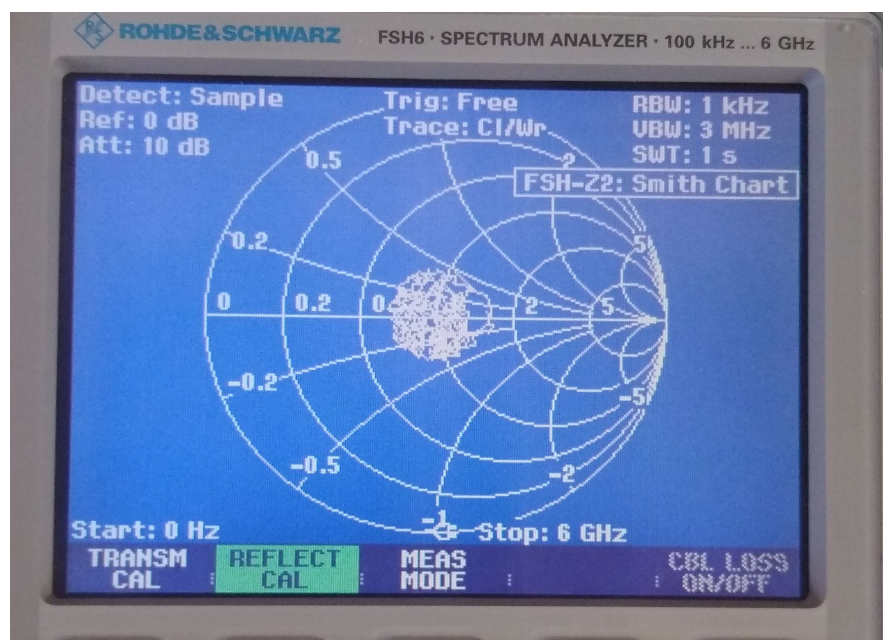 R&S ROHDE&SCHWARZ FSH6 · SPECTRUM ANALYZER · 100 kHz ... 6 GHz
Detect: Sample Trig: Free RBW: 1 kHz
Ref: 0 dB Trace: Cl/Wr VBW: 3 MHz
Att: 10 dB SWT: 1 s
0.5 2
FSH-Z2: Smith Chart
0.2 5
0 0.2 2 5
-0.2 -5
-0.5 -2
-1
Start: 0 Hz Stop: 6 GHz
TRANSM CAL REFLECT CAL MEAS MODE CBL LOSS ON/OFF